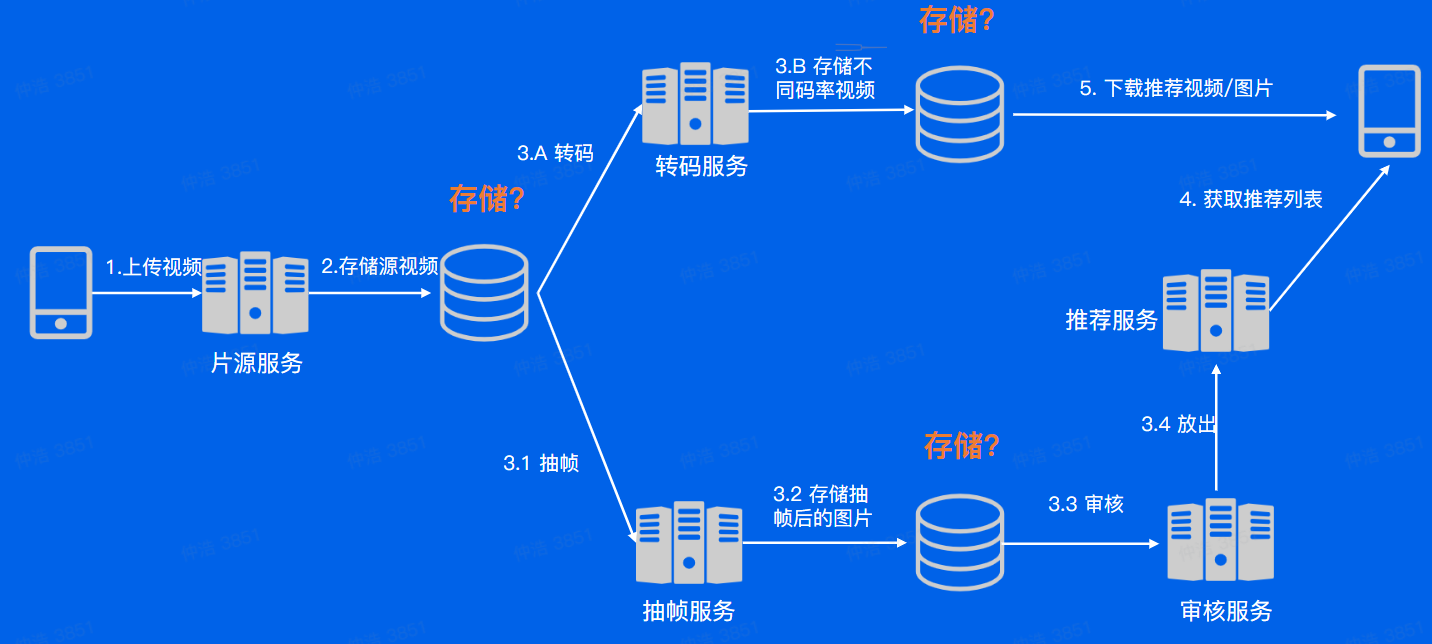 存储?
3.B 存储不
同码率视频
5. 下载推荐视频/图片
3.A 转码
转码服务
存储?
4. 获取推荐列表
1.上传视频
2.存储源视频
片源服务
推荐服务
3.4 放出
存储?
3.1 抽帧
3.2 存储抽
帧后的图片
3.3 审核
抽帧服务
审核服务
仲浩 3851